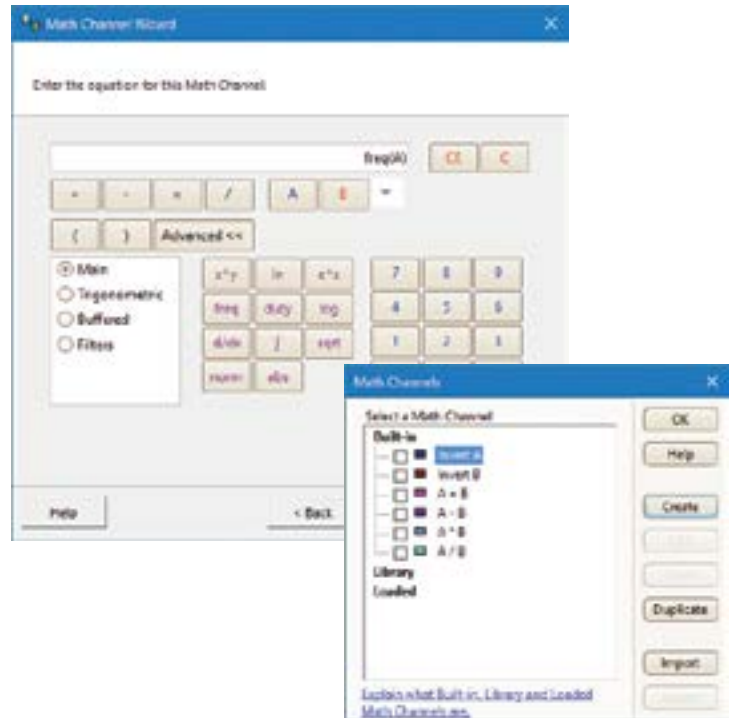 Math Channel Wizard
Enter the equation for this Math Channel
freq(A)
CE C
+ - × / A B
( ) Advanced <<
Main
Trigonometric
Buffered
Filters
x^y ln e^x
freq duty
d/dx ∫ sqrt
norm abs
7 8 9
4 5 6
1 2 3
Help
< Back
Math Channels
Select a Math Channel
Built-in
Invert A
Invert B
A + B
A - B
A * B
A / B
Library
Loaded
OK
Help
Create
Duplicate
Import
Explain what Built-in, Library and Loaded
Math Channels are.